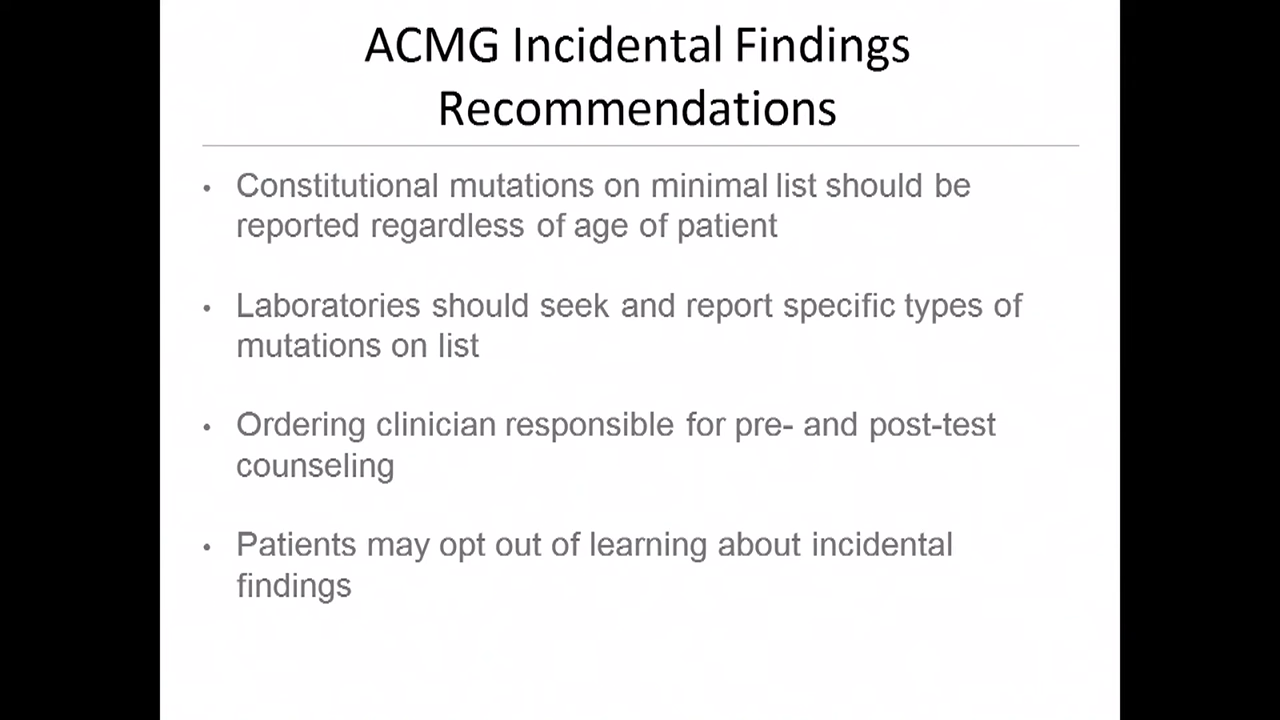 ACMG Incidental Findings
Recommendations
• Constitutional mutations on minimal list should be
reported regardless of age of patient
• Laboratories should seek and report specific types of
mutations on list
• Ordering clinician responsible for pre- and post-test
counseling
• Patients may opt out of learning about incidental
findings